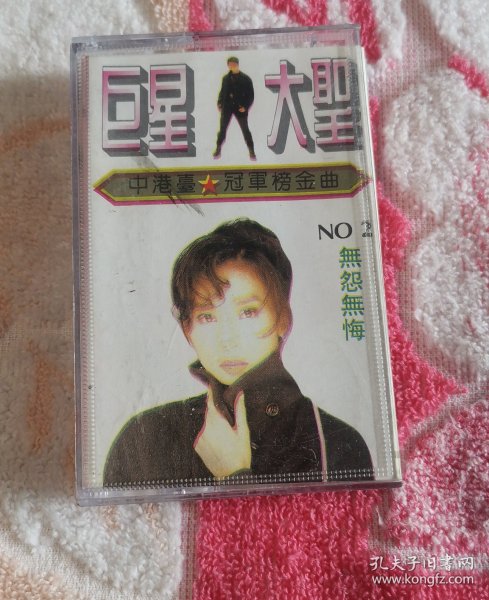 巨星大聖
中港臺★冠軍榜金曲
NO 2
無怨無悔
孔夫子旧书网
www.kongfz.com